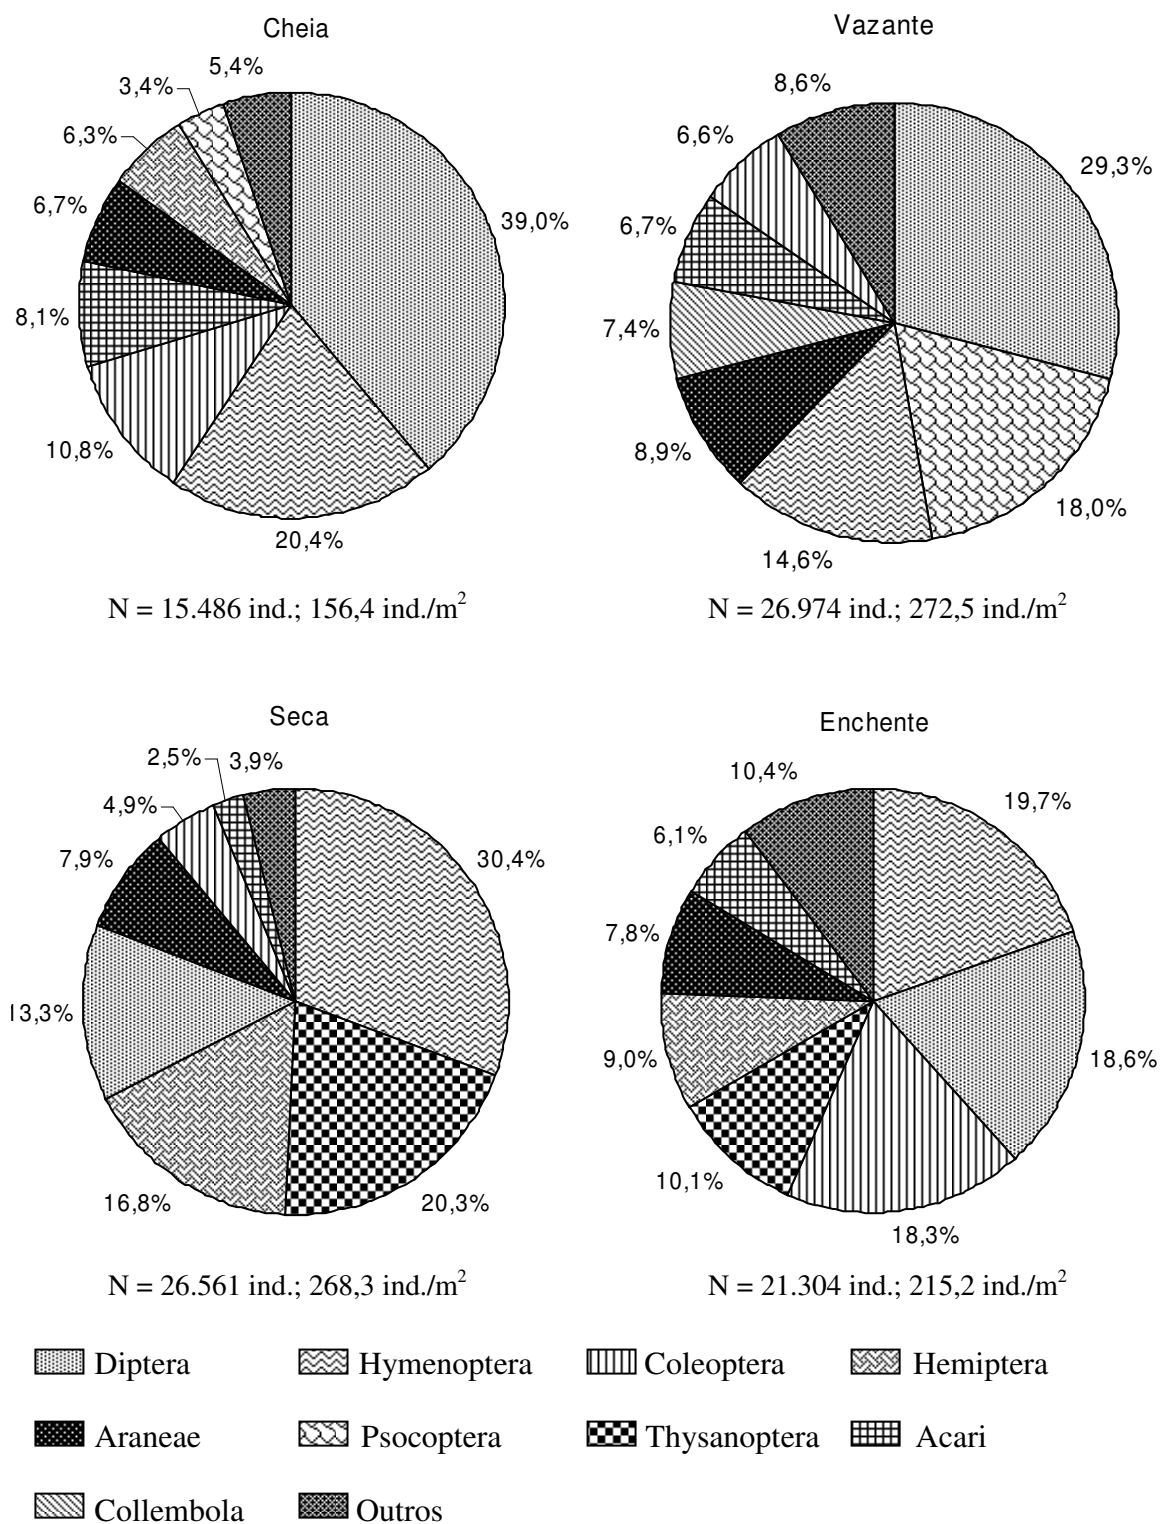 Cheia
5,4%
3,4%
6,3%
6,7%
39,0%
8,1%
10,8%
20,4%
N = 15.486 ind.; 156,4 ind./m²
Vazante
8,6%
6,6%
29,3%
6,7%
7,4%
8,9%
18,0%
14,6%
N = 26.974 ind.; 272,5 ind./m²
Seca
2,5%
3,9%
4,9%
7,9%
30,4%
13,3%
16,8%
20,3%
N = 26.561 ind.; 268,3 ind./m²
Enchente
10,4%
19,7%
6,1%
7,8%
9,0%
18,6%
10,1%
18,3%
N = 21.304 ind.; 215,2 ind./m²
Diptera Hymenoptera Coleoptera Hemiptera
Araneae Psocoptera Thysanoptera Acari
Collembola Outros